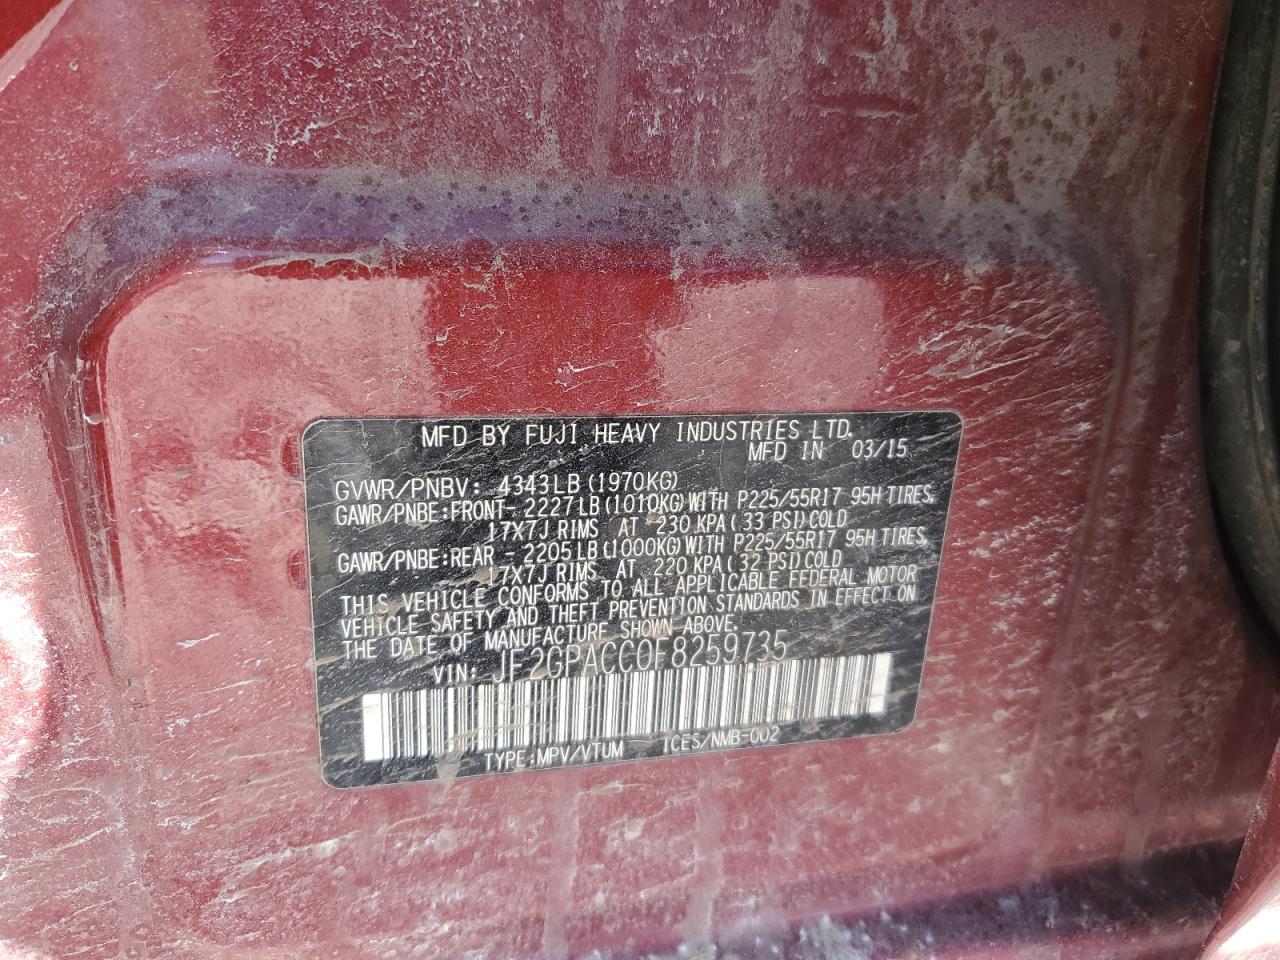 MFD BY FUJI HEAVY INDUSTRIES LTD.
MFD IN 03/15
GVWR/PNBV: 4343LB(1970KG)
GAWR/PNBE:FRONT- 2227LB(1010KG)WITH P225/55R17 95H TIRES,
17X7J RIMS AT 230 KPA(33 PSI)COLD
GAWR/PNBE:REAR - 2205LB(1000KG)WITH P225/55R17 95H TIRES,
17X7J RIMS AT 220 KPA(32 PSI)COLD
THIS VEHICLE CONFORMS TO ALL APPLICABLE FEDERAL MOTOR
VEHICLE SAFETY AND THEFT PREVENTION STANDARDS IN EFFECT ON
THE DATE OF MANUFACTURE SHOWN ABOVE.
VIN: JF2GPACC0F8259735
TYPE:MPV/VTUM ICES/NMB-002